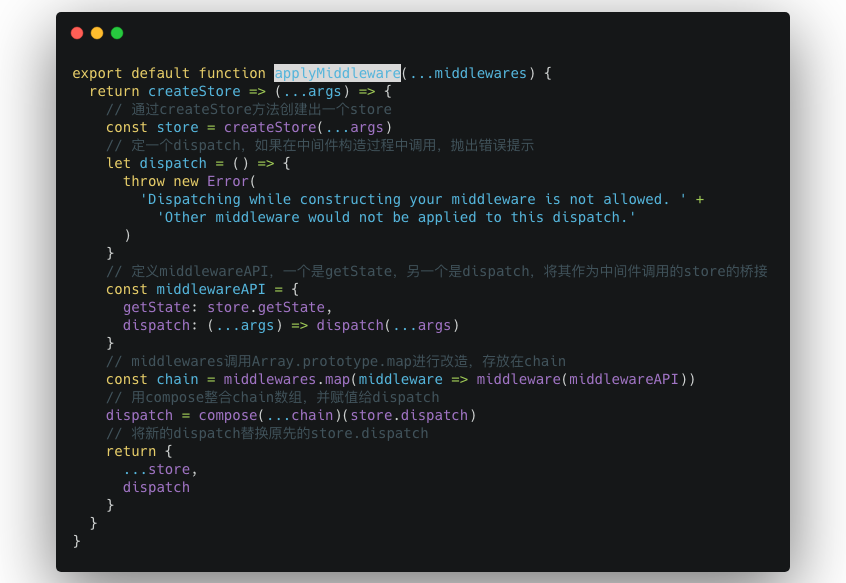 export default function applyMiddleware(...middlewares) {
  return createStore => (...args) => {
    // 通过createStore方法创建出一个store
    const store = createStore(...args)
    // 定一个dispatch，如果在中间件构造过程中调用，抛出错误提示
    let dispatch = () => {
      throw new Error(
        'Dispatching while constructing your middleware is not allowed. ' +
          'Other middleware would not be applied to this dispatch.'
      )
    }
    // 定义middlewareAPI，一个是getState，另一个是dispatch，将其作为中间件调用的store的桥接
    const middlewareAPI = {
      getState: store.getState,
      dispatch: (...args) => dispatch(...args)
    }
    // middlewares调用Array.prototype.map进行改造，存放在chain
    const chain = middlewares.map(middleware => middleware(middlewareAPI))
    // 用compose整合chain数组，并赋值给dispatch
    dispatch = compose(...chain)(store.dispatch)
    // 将新的dispatch替换原先的store.dispatch
    return {
      ...store,
      dispatch
    }
  }
}